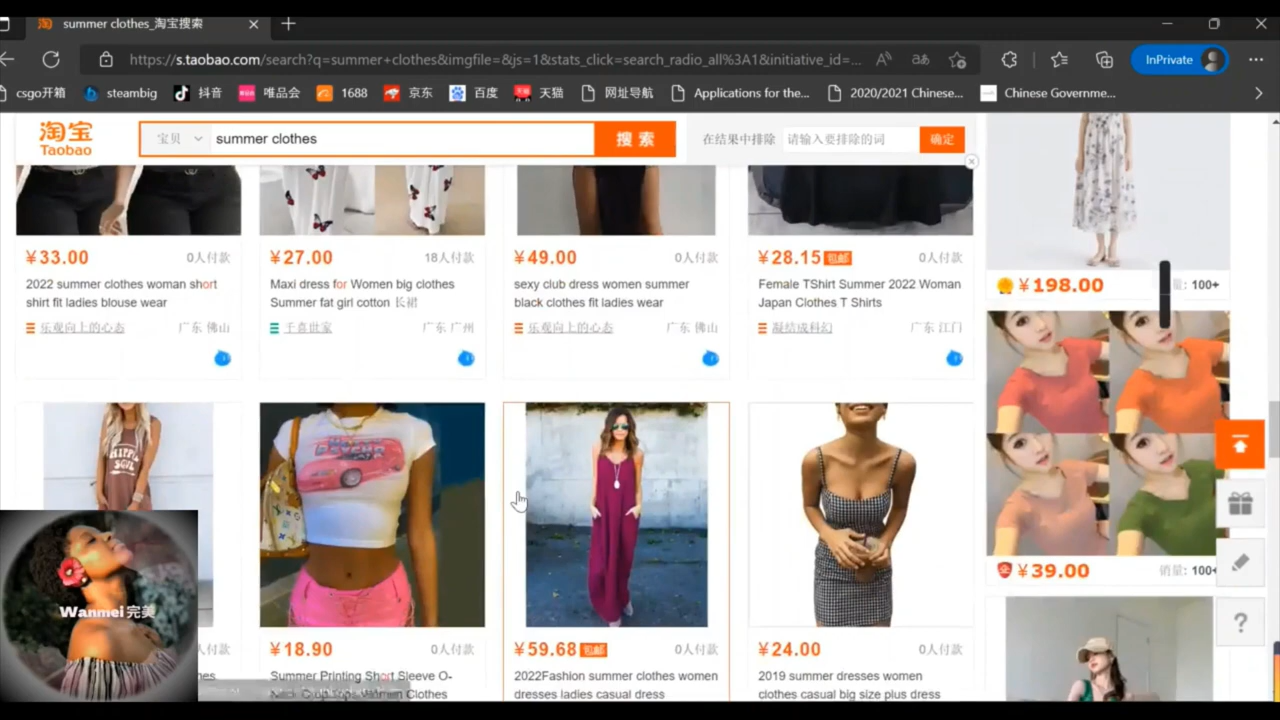 summer clothes_淘宝搜索
https://s.taobao.com/search?q=summer+clothes&imgfile=&js=1&stats_click=search_radio_all%3A1&initiative_id=...
InPrivate
csgo开箱
steambig
抖音
唯品会
1688
京东
百度
天猫
网址导航
Applications for the...
2020/2021 Chinese...
Chinese Governme...
淘宝
Taobao
宝贝
summer clothes
搜索
在结果中排除
请输入要排除的词
确定
¥33.00 0人付款
2022 summer clothes woman short
shirt fit ladies blouse wear
乐观向上的心态 广东 佛山
¥27.00 18人付款
Maxi dress for Women big clothes
Summer fat girl cotton 长裙
千喜世家 广东 广州
¥49.00 0人付款
sexy club dress women summer
black clothes fit ladies wear
乐观向上的心态 广东 佛山
¥28.15 包邮 0人付款
Female TShirt Summer 2022 Woman
Japan Clothes T Shirts
凝结成科幻 广东 江门
¥198.00 100+
¥39.00 销量: 100+
HIPPIE
SOUL
Wanmei 完美
人付款
¥18.90 0人付款
Summer Printing Short Sleeve O-
Women Clothes
¥59.68 包邮 0人付款
2022Fashion summer clothes women
dresses ladies casual dress
¥24.00 0人付款
2019 summer dresses women
clothes casual big size plus dress